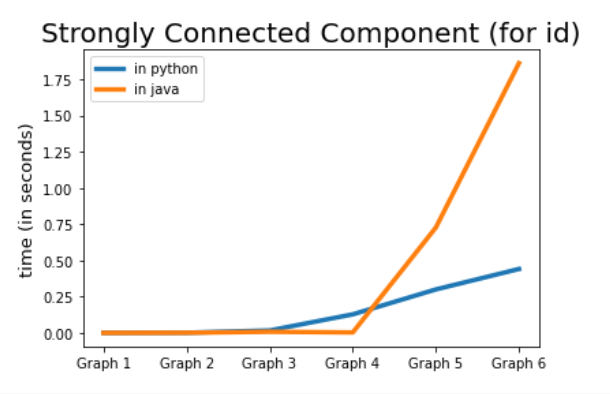 Strongly Connected Component (for id)
in python
in java
time (in seconds)
1.75
1.50
1.25
1.00
0.75
0.50
0.25
0.00
Graph 1 Graph 2 Graph 3 Graph 4 Graph 5 Graph 6